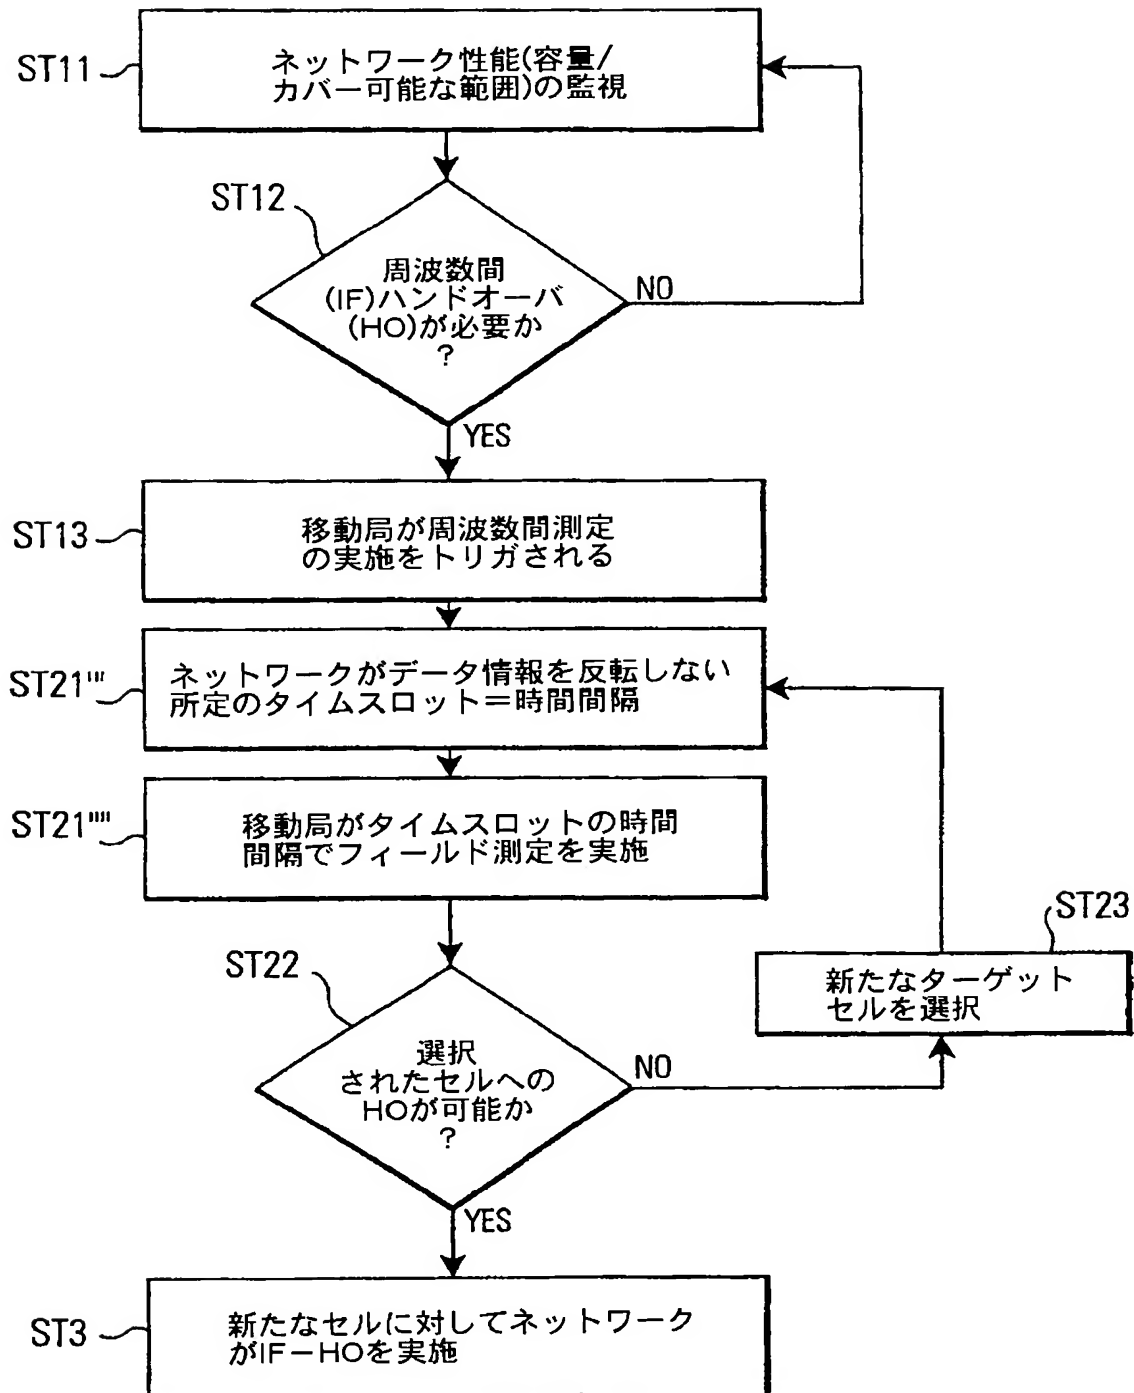 ST11
ネットワーク性能(容量/
カバー可能な範囲)の監視
ST12
周波数間
(IF)ハンドオーバ
(HO)が必要か
?
NO
YES
ST13
移動局が周波数間測定
の実施をトリガされる
ST21'''
ネットワークがデータ情報を反転しない
所定のタイムスロット=時間間隔
ST21''''
移動局がタイムスロットの時間
間隔でフィールド測定を実施
ST23
新たなターゲット
セルを選択
ST22
選択
されたセルへの
HOが可能か
?
NO
YES
ST3
新たなセルに対してネットワーク
がIF-HOを実施